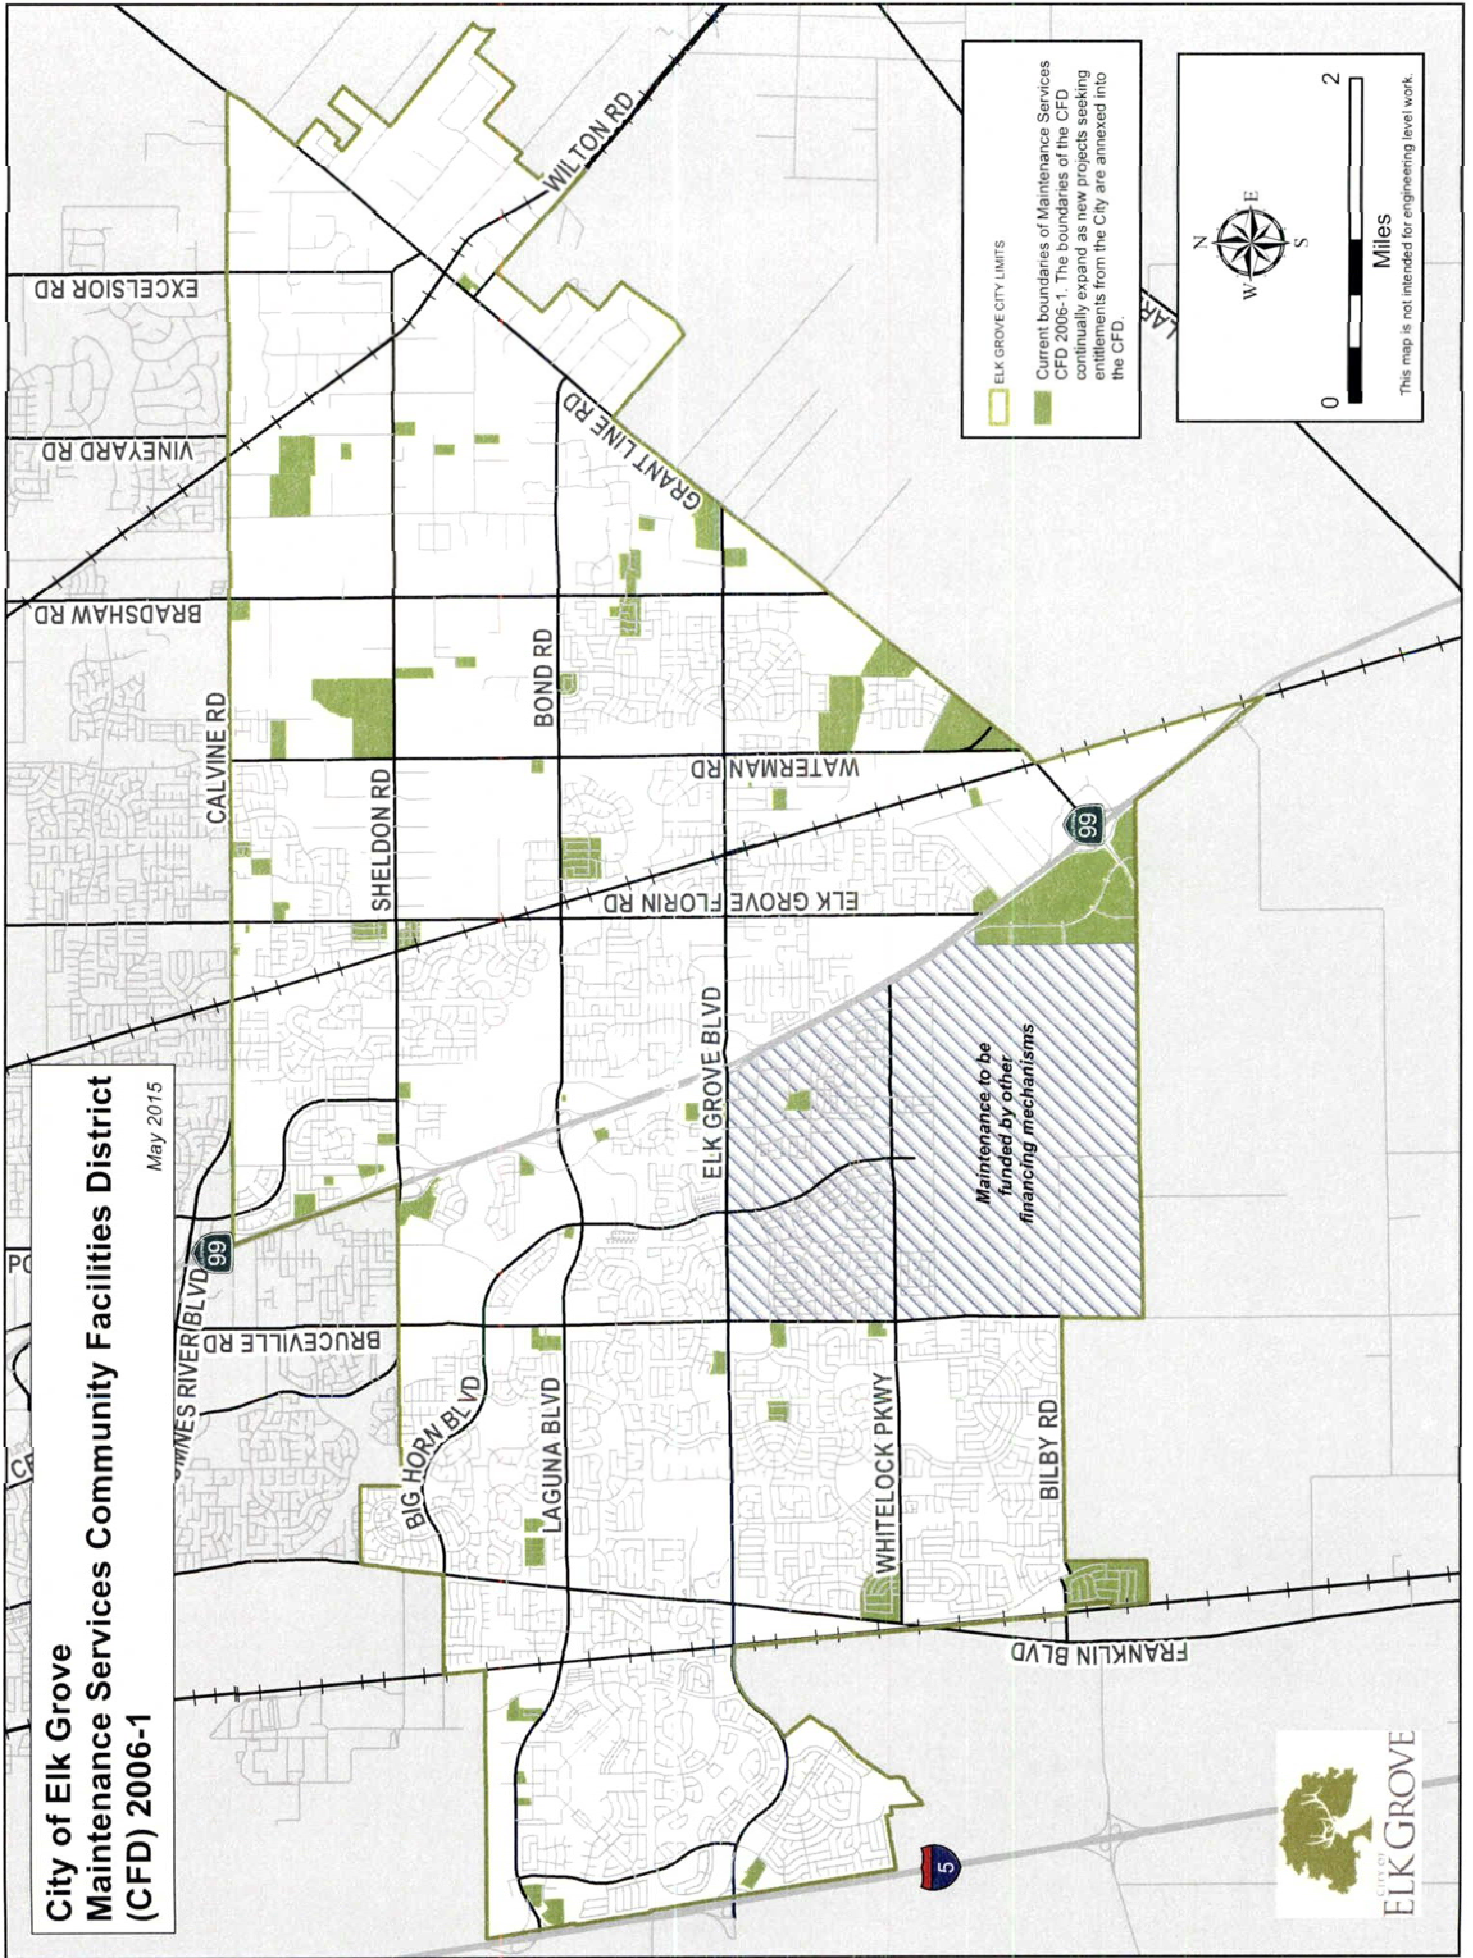 City of Elk Grove
Maintenance Services Community Facilities District
(CFD) 2006-1
May 2015
99
BRUCEVILLE RD
CALVINE RD
BRADSHAW RD
VINEYARD RD
EXCELSIOR RD
SHELDON RD
BIG HORN BLVD
LAGUNA BLVD
BOND RD
WILTON RD
GRANT LINE RD
ELK GROVE FLORIN RD
WATERMAN RD
ELK GROVE BLVD
WHITELOCK PKWY
BILBY RD
FRANKLIN BLVD
99
5
Maintenance to be
funded by other
financing mechanisms
ELK GROVE CITY LIMITS
Current boundaries of Maintenance Services
CFD 2006-1. The boundaries of the CFD
continually expand as new projects seeking
entitlements from the City are annexed into
the CFD.
N
W
E
S
0
2
Miles
This map is not intended for engineering level work.
CITY OF
ELK GROVE